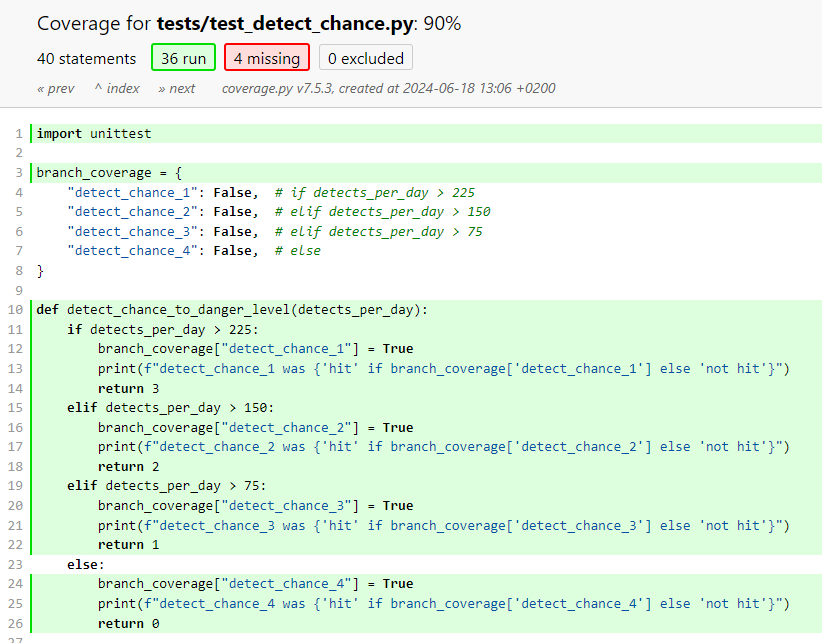 Coverage for tests/test_detect_chance.py: 90%
40 statements 36 run 4 missing 0 excluded
« prev ^ index » next coverage.py v7.5.3, created at 2024-06-18 13:06 +0200
1 import unittest
2
3 branch_coverage = {
4     "detect_chance_1": False,  # if detects_per_day > 225
5     "detect_chance_2": False,  # elif detects_per_day > 150
6     "detect_chance_3": False,  # elif detects_per_day > 75
7     "detect_chance_4": False,  # else
8 }
9
10 def detect_chance_to_danger_level(detects_per_day):
11     if detects_per_day > 225:
12         branch_coverage["detect_chance_1"] = True
13         print(f"detect_chance_1 was {'hit' if branch_coverage['detect_chance_1'] else 'not hit'}")
14         return 3
15     elif detects_per_day > 150:
16         branch_coverage["detect_chance_2"] = True
17         print(f"detect_chance_2 was {'hit' if branch_coverage['detect_chance_2'] else 'not hit'}")
18         return 2
19     elif detects_per_day > 75:
20         branch_coverage["detect_chance_3"] = True
21         print(f"detect_chance_3 was {'hit' if branch_coverage['detect_chance_3'] else 'not hit'}")
22         return 1
23     else:
24         branch_coverage["detect_chance_4"] = True
25         print(f"detect_chance_4 was {'hit' if branch_coverage['detect_chance_4'] else 'not hit'}")
26         return 0
27